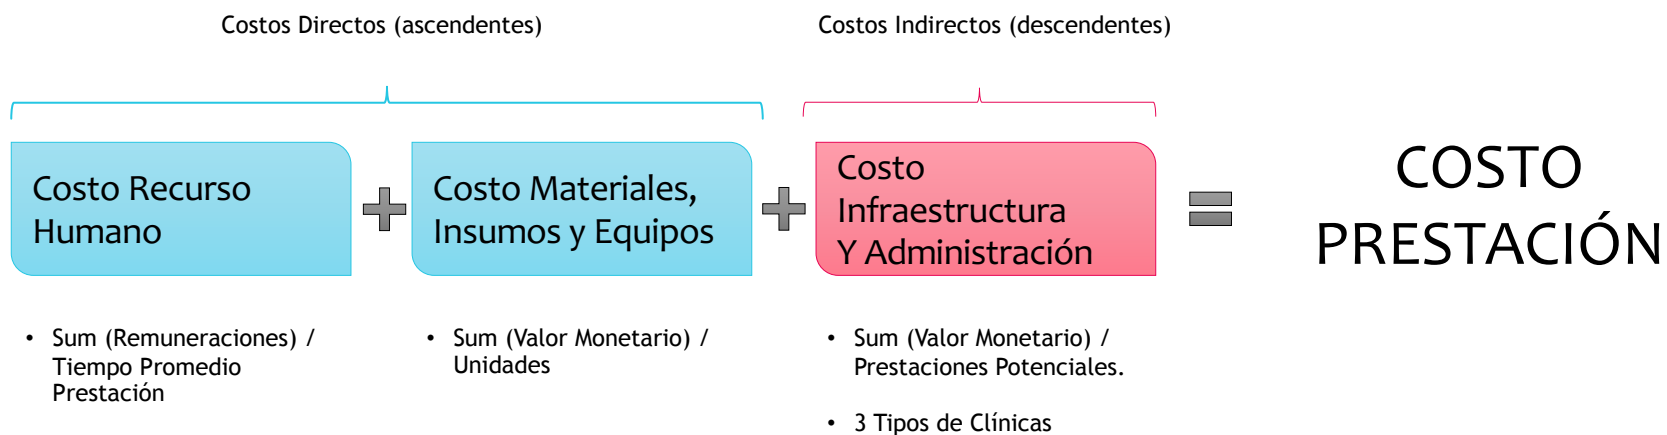 Costos Directos (ascendentes)
Costos Indirectos (descendentes)
Costo Recurso
Humano
Costo Materiales,
Insumos y Equipos
Costo
Infraestructura
Y Administración
COSTO
PRESTACIÓN
• Sum (Remuneraciones) /
Tiempo Promedio
Prestación
• Sum (Valor Monetario) /
Unidades
• Sum (Valor Monetario) /
Prestaciones Potenciales.
• 3 Tipos de Clínicas